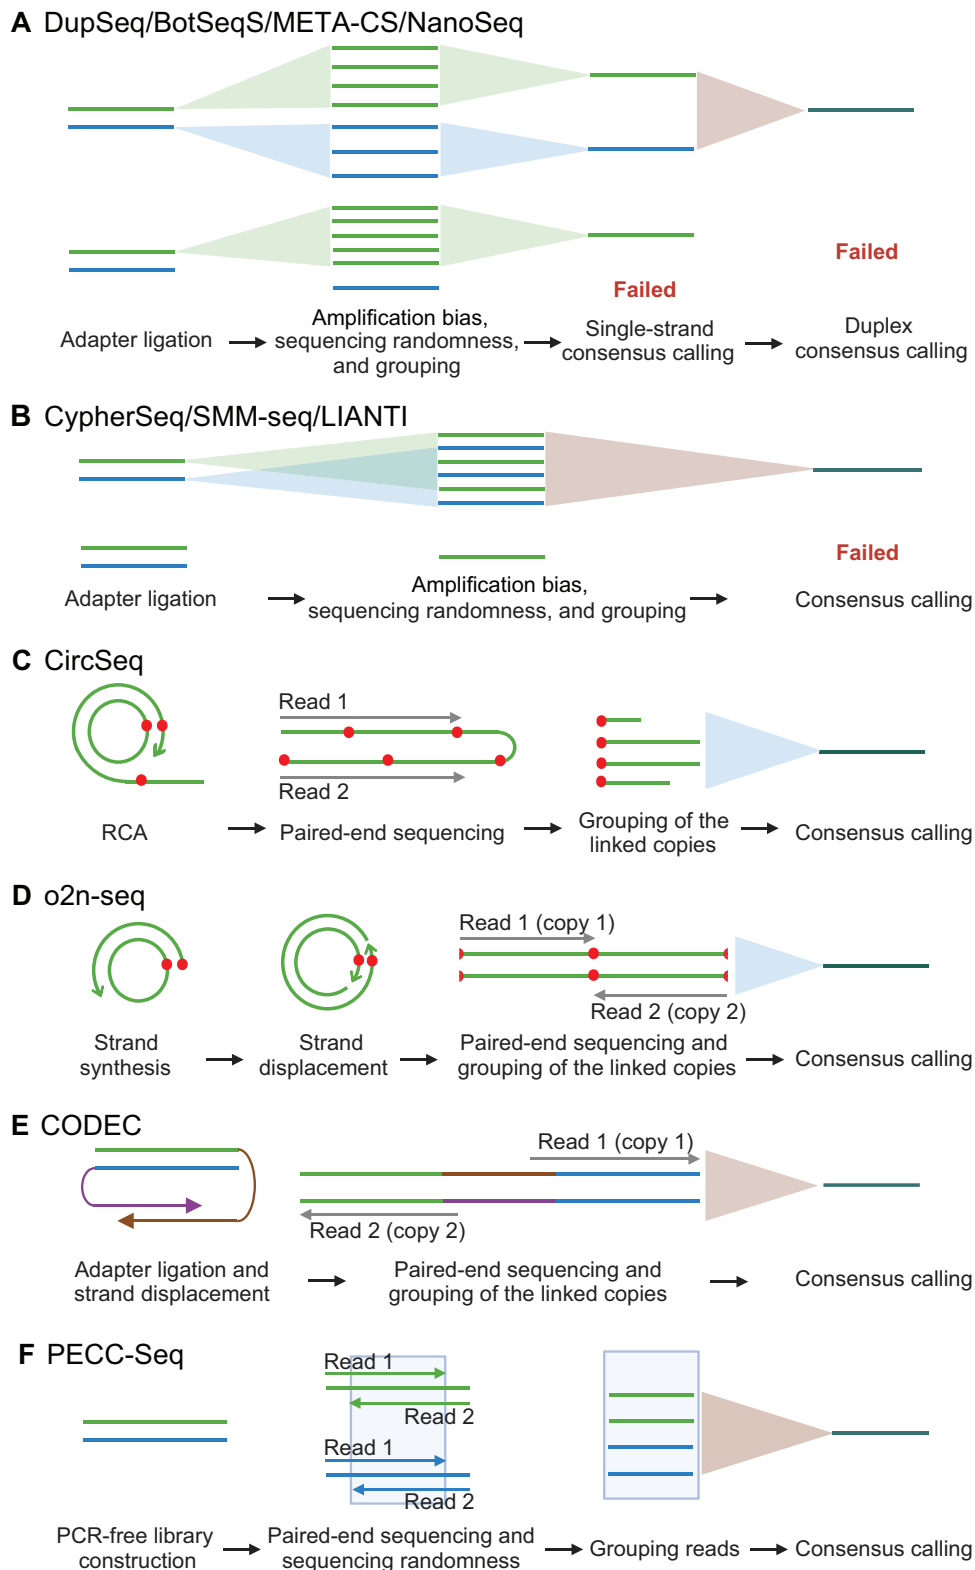 A DupSeq/BotSeqS/META-CS/NanoSeq
Failed
Failed
Adapter ligation
Amplification bias,
sequencing randomness,
and grouping
Single-strand
consensus calling
Duplex
consensus calling
B CypherSeq/SMM-seq/LIANTI
Failed
Adapter ligation
Amplification bias,
sequencing randomness, and grouping
Consensus calling
C CircSeq
Read 1
Read 2
RCA
Paired-end sequencing
Grouping of the
linked copies
Consensus calling
D o2n-seq
Read 1 (copy 1)
Read 2 (copy 2)
Strand
synthesis
Strand
displacement
Paired-end sequencing and
grouping of the linked copies
Consensus calling
E CODEC
Read 1 (copy 1)
Read 2 (copy 2)
Adapter ligation and
strand displacement
Paired-end sequencing and
grouping of the linked copies
Consensus calling
F PECC-Seq
Read 1
Read 2
Read 1
Read 2
PCR-free library
construction
Paired-end sequencing and
sequencing randomness
Grouping reads
Consensus calling